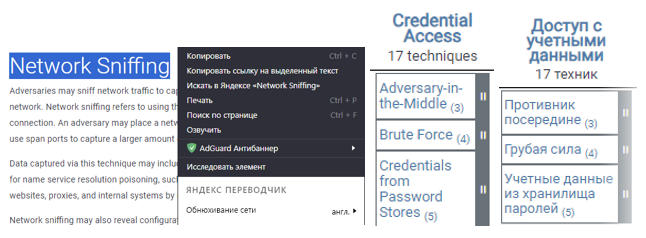 Network Sniffing
Adversaries may sniff network traffic to cap
network. Network sniffing refers to using th
connection. An adversary may place a netw
use span ports to capture a larger amount
Data captured via this technique may inclu
for name service resolution poisoning, suc
websites, proxies, and internal systems by
Network sniffing may also reveal configurat
Копировать Ctrl + C
Копировать ссылку на выделенный текст
Искать в Яндексе «Network Sniffing»
Печать Ctrl + P
Поиск по странице Ctrl + F
Озвучить
AdGuard Антибаннер
Исследовать элемент
ЯНДЕКС ПЕРЕВОДЧИК
Обнюхивание сети англ.
Credential
Access
17 techniques
Adversary-in-
the-Middle (3)
Brute Force (4)
Credentials
from
Password
Stores (5)
Доступ с
учетными
данными
17 техник
Противник
посередине (3)
Грубая сила (4)
Учетные данные
из хранилища
паролей (5)